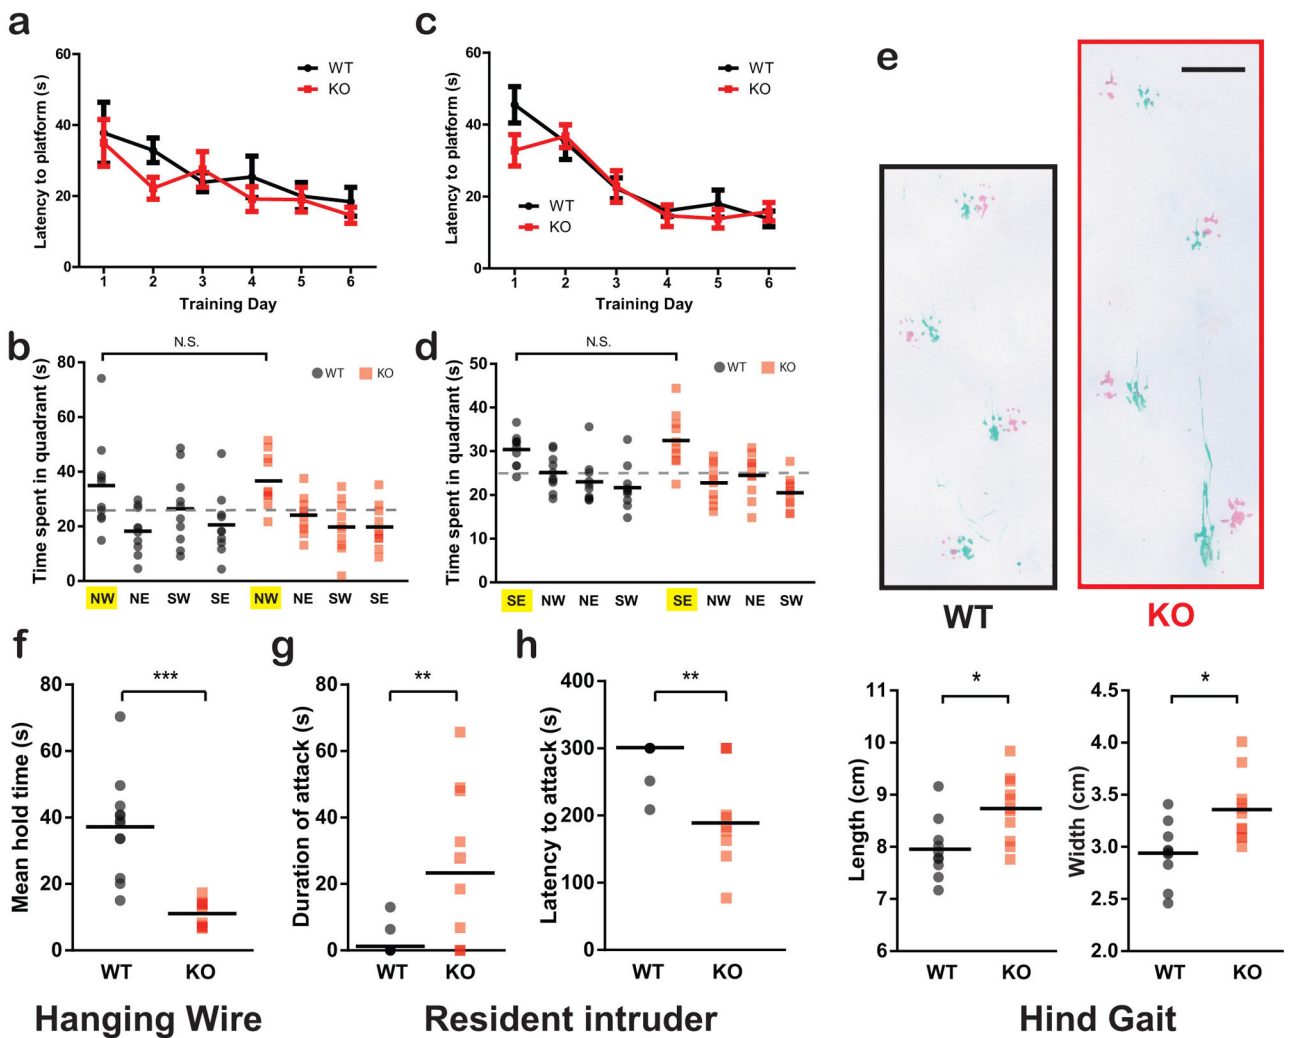 a
Latency to platform (s)
60
40
20
0
WT
KO
1 2 3 4 5 6
Training Day
c
Latency to platform (s)
60
40
20
0
WT
KO
WT
KO
1 2 3 4 5 6
Training Day
e
WT
KO
b
Time spent in quadrant (s)
80
60
40
20
0
N.S.
WT KO
NW NE SW SE NW NE SW SE
d
Time spent in quadrant (s)
50
40
30
20
10
0
N.S.
WT KO
SE NW NE SW SE NW NE SW
f
Mean hold time (s)
80
60
40
20
0
***
WT KO
Hanging Wire
g
Duration of attack (s)
80
60
40
20
0
**
WT KO
h
Latency to attack (s)
400
300
200
100
0
**
WT KO
Resident intruder
Length (cm)
11
10
9
8
7
6
*
WT KO
Width (cm)
4.5
4.0
3.5
3.0
2.5
2.0
*
WT KO
Hind Gait